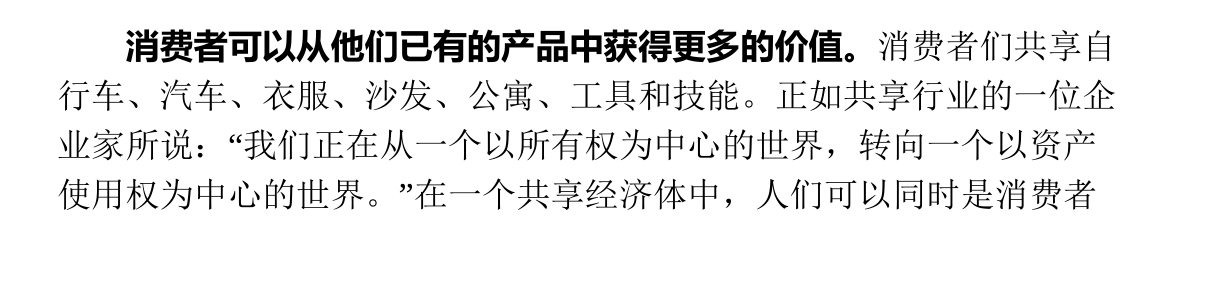 消费者可以从他们已有的产品中获得更多的价值。消费者们共享自
行车、汽车、衣服、沙发、公寓、工具和技能。正如共享行业的一位企
业家所说：“我们正在从一个以所有权为中心的世界，转向一个以资产
使用权为中心的世界。”在一个共享经济体中，人们可以同时是消费者